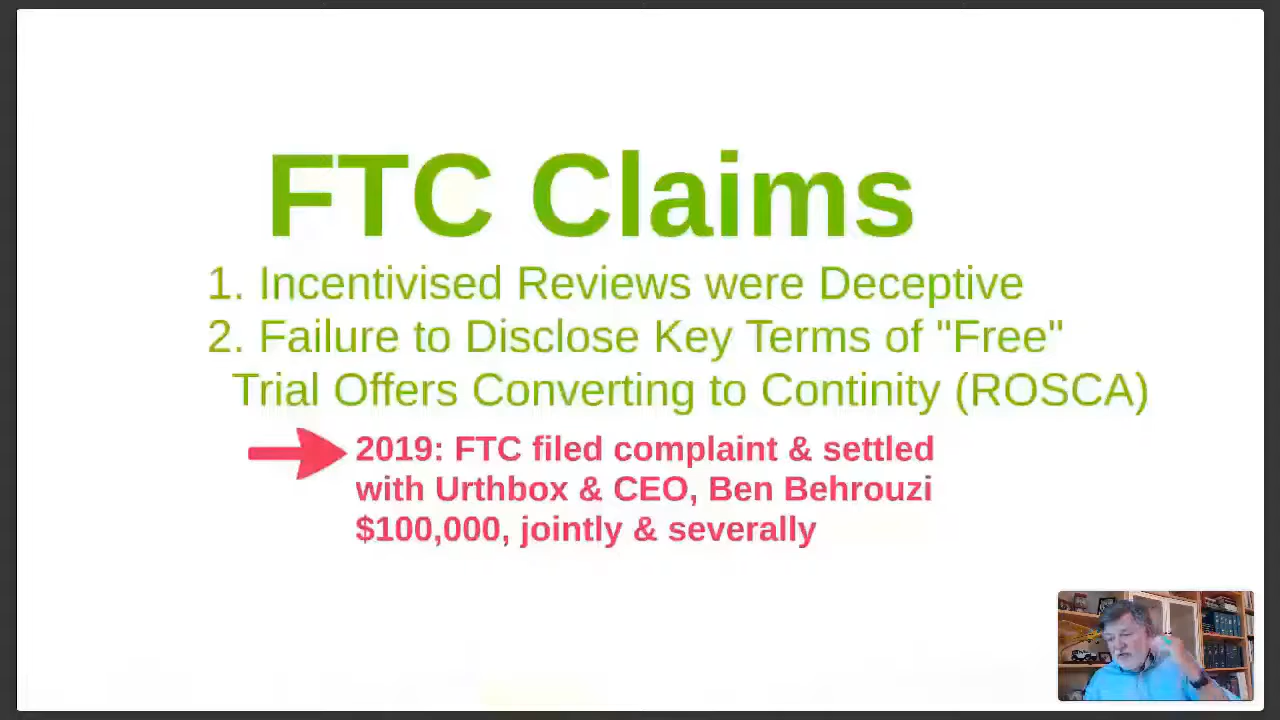 FTC Claims
1. Incentivised Reviews were Deceptive
2. Failure to Disclose Key Terms of "Free"
Trial Offers Converting to Continity (ROSCA)
2019: FTC filed complaint & settled
with Urthbox & CEO, Ben Behrouzi
$100,000, jointly & severally